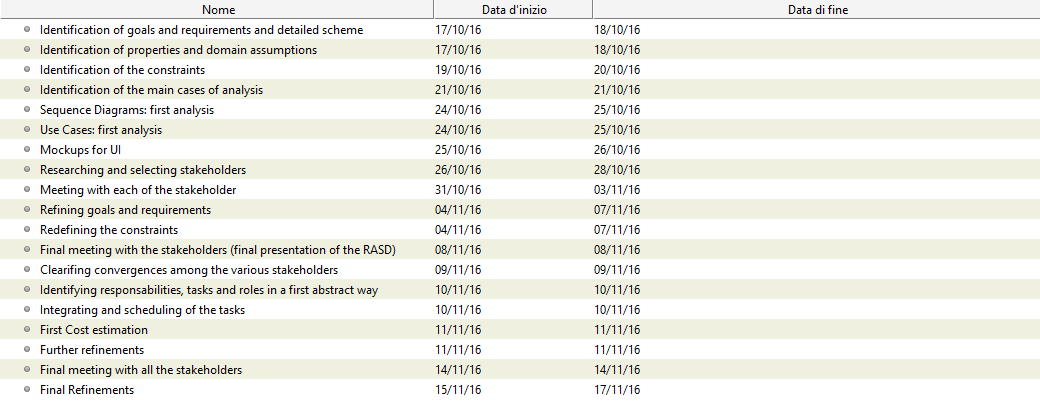 Nome Data d'inizio Data di fine
Identification of goals and requirements and detailed scheme 17/10/16 18/10/16
Identification of properties and domain assumptions 17/10/16 18/10/16
Identification of the constraints 19/10/16 20/10/16
Identification of the main cases of analysis 21/10/16 21/10/16
Sequence Diagrams: first analysis 24/10/16 25/10/16
Use Cases: first analysis 24/10/16 25/10/16
Mockups for UI 25/10/16 26/10/16
Researching and selecting stakeholders 26/10/16 28/10/16
Meeting with each of the stakeholder 31/10/16 03/11/16
Refining goals and requirements 04/11/16 07/11/16
Redefining the constraints 04/11/16 07/11/16
Final meeting with the stakeholders (final presentation of the RASD) 08/11/16 08/11/16
Clearifing convergences among the various stakeholders 09/11/16 09/11/16
Identifying responsabilities, tasks and roles in a first abstract way 10/11/16 10/11/16
Integrating and scheduling of the tasks 10/11/16 10/11/16
First Cost estimation 11/11/16 11/11/16
Further refinements 11/11/16 11/11/16
Final meeting with all the stakeholders 14/11/16 14/11/16
Final Refinements 15/11/16 17/11/16